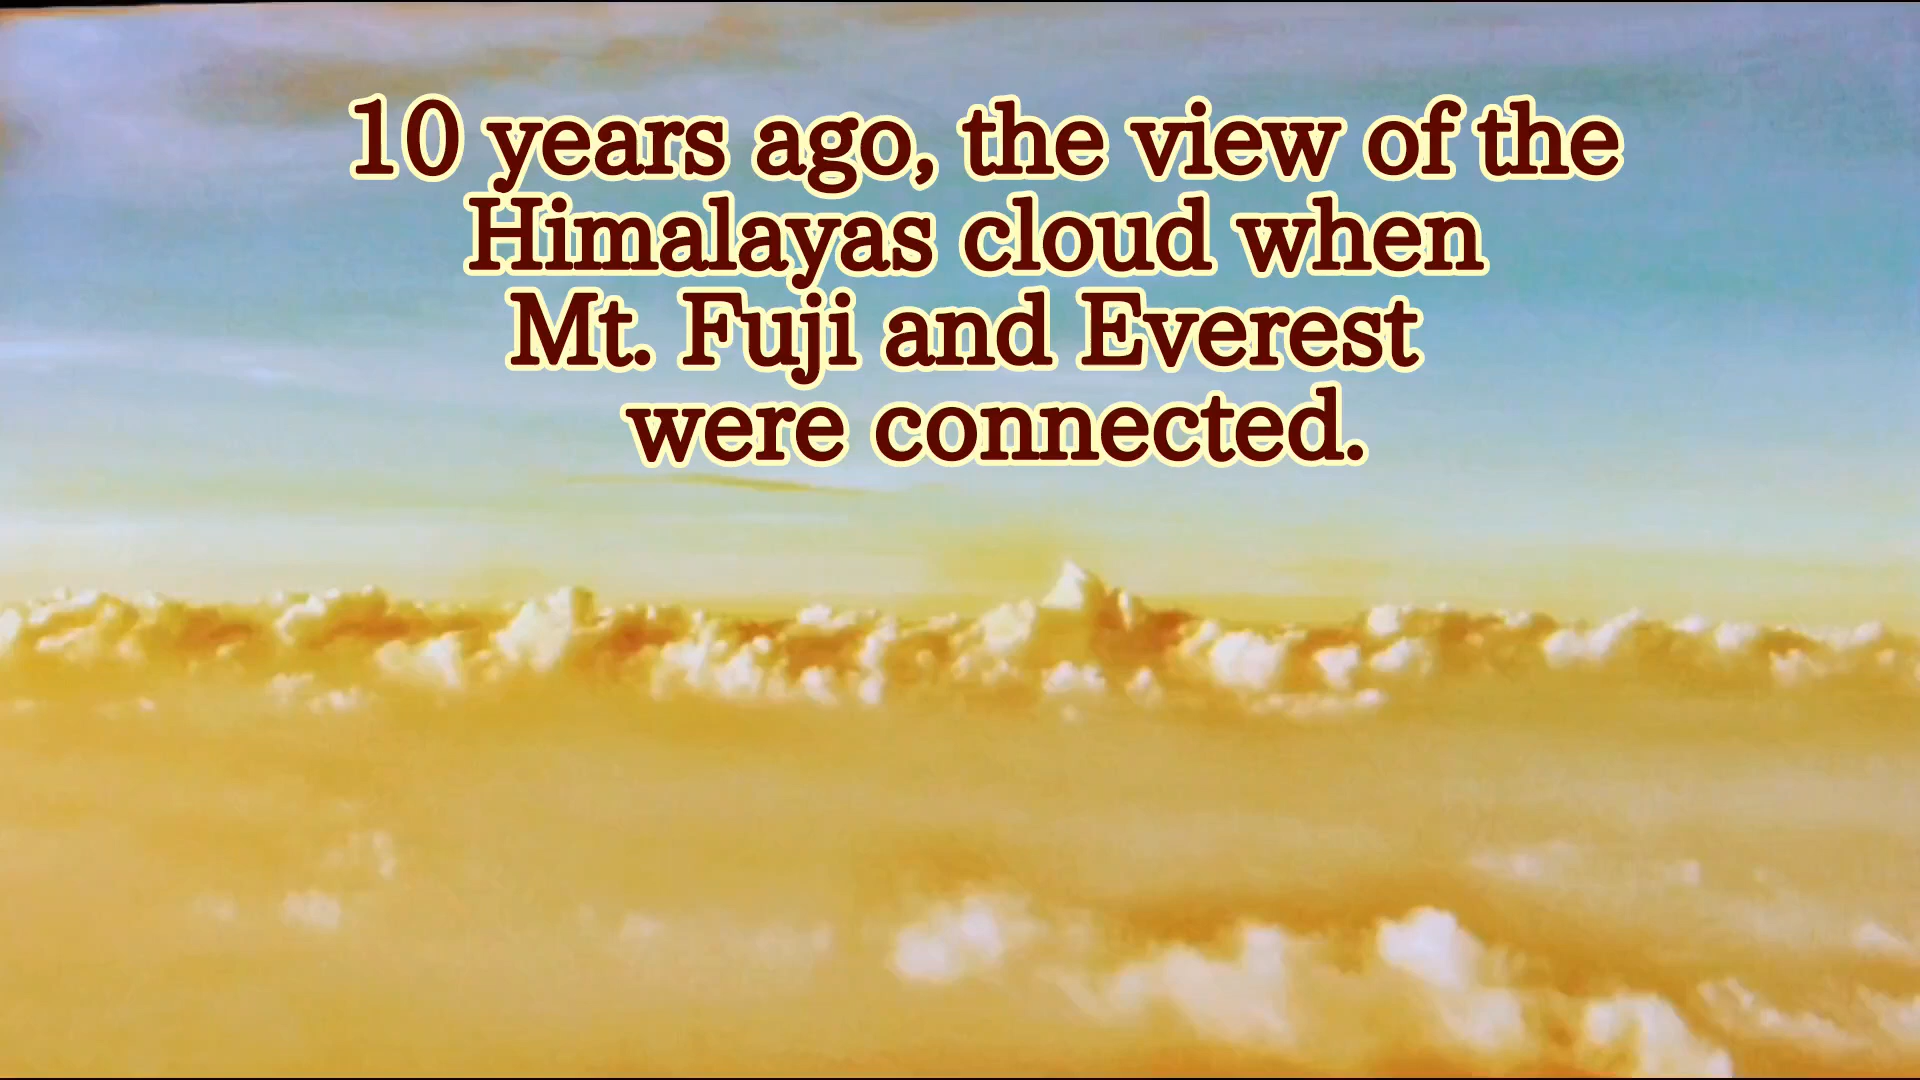 10 years ago, the view of the
Himalayas cloud when
Mt. Fuji and Everest
were connected.